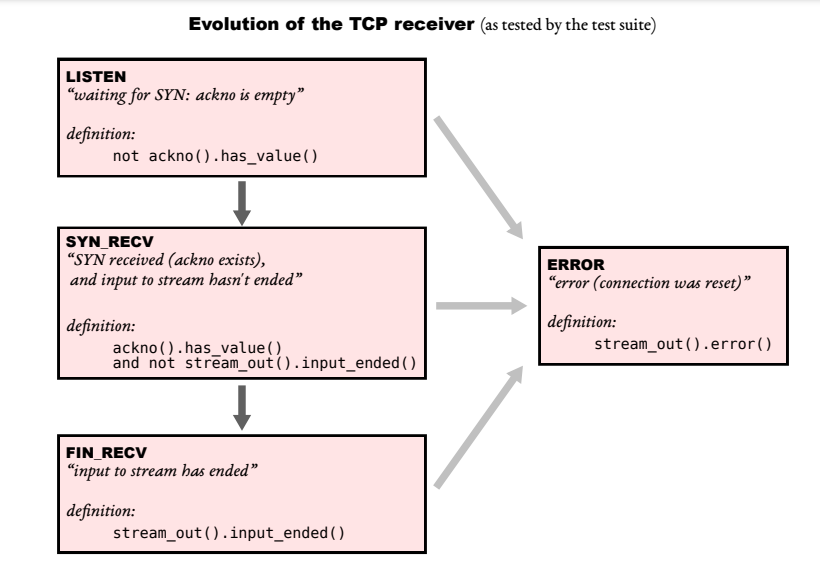 Evolution of the TCP receiver (as tested by the test suite)
LISTEN
“waiting for SYN: ackno is empty”
definition:
not ackno().has_value()
SYN_RECV
“SYN received (ackno exists),
and input to stream hasn't ended”
definition:
ackno().has_value()
and not stream_out().input_ended()
FIN_RECV
“input to stream has ended”
definition:
stream_out().input_ended()
ERROR
“error (connection was reset)”
definition:
stream_out().error()